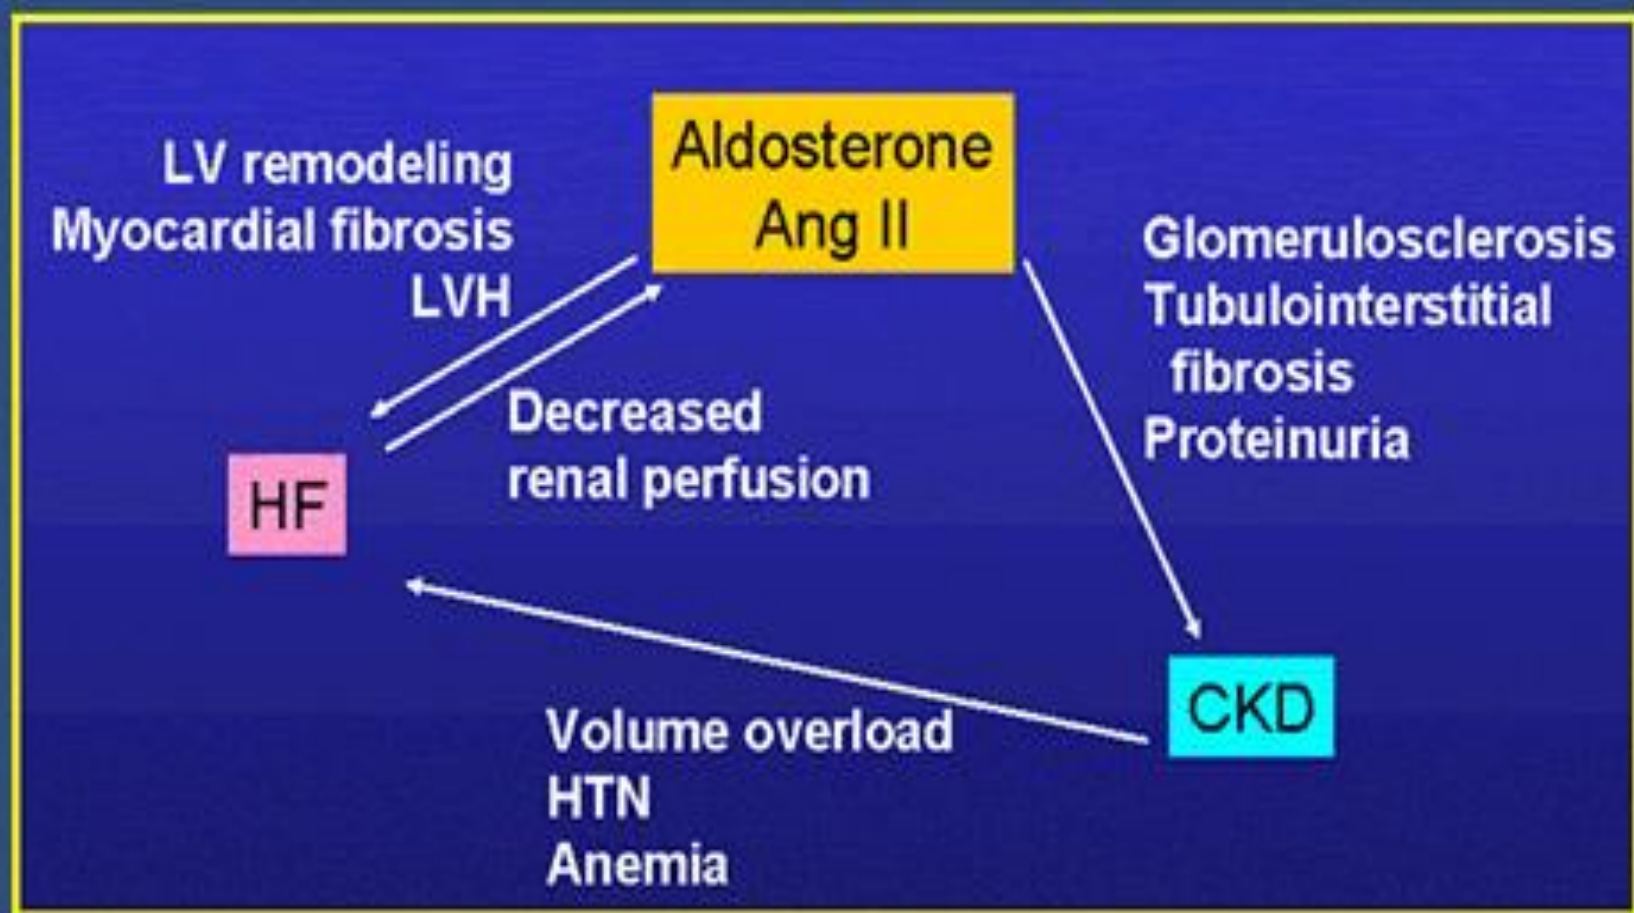 LV remodeling
Myocardial fibrosis
LVH
Aldosterone
Ang II
Glomerulosclerosis
Tubulointerstitial
fibrosis
Proteinuria
Decreased
renal perfusion
HF
CKD
Volume overload
HTN
Anemia